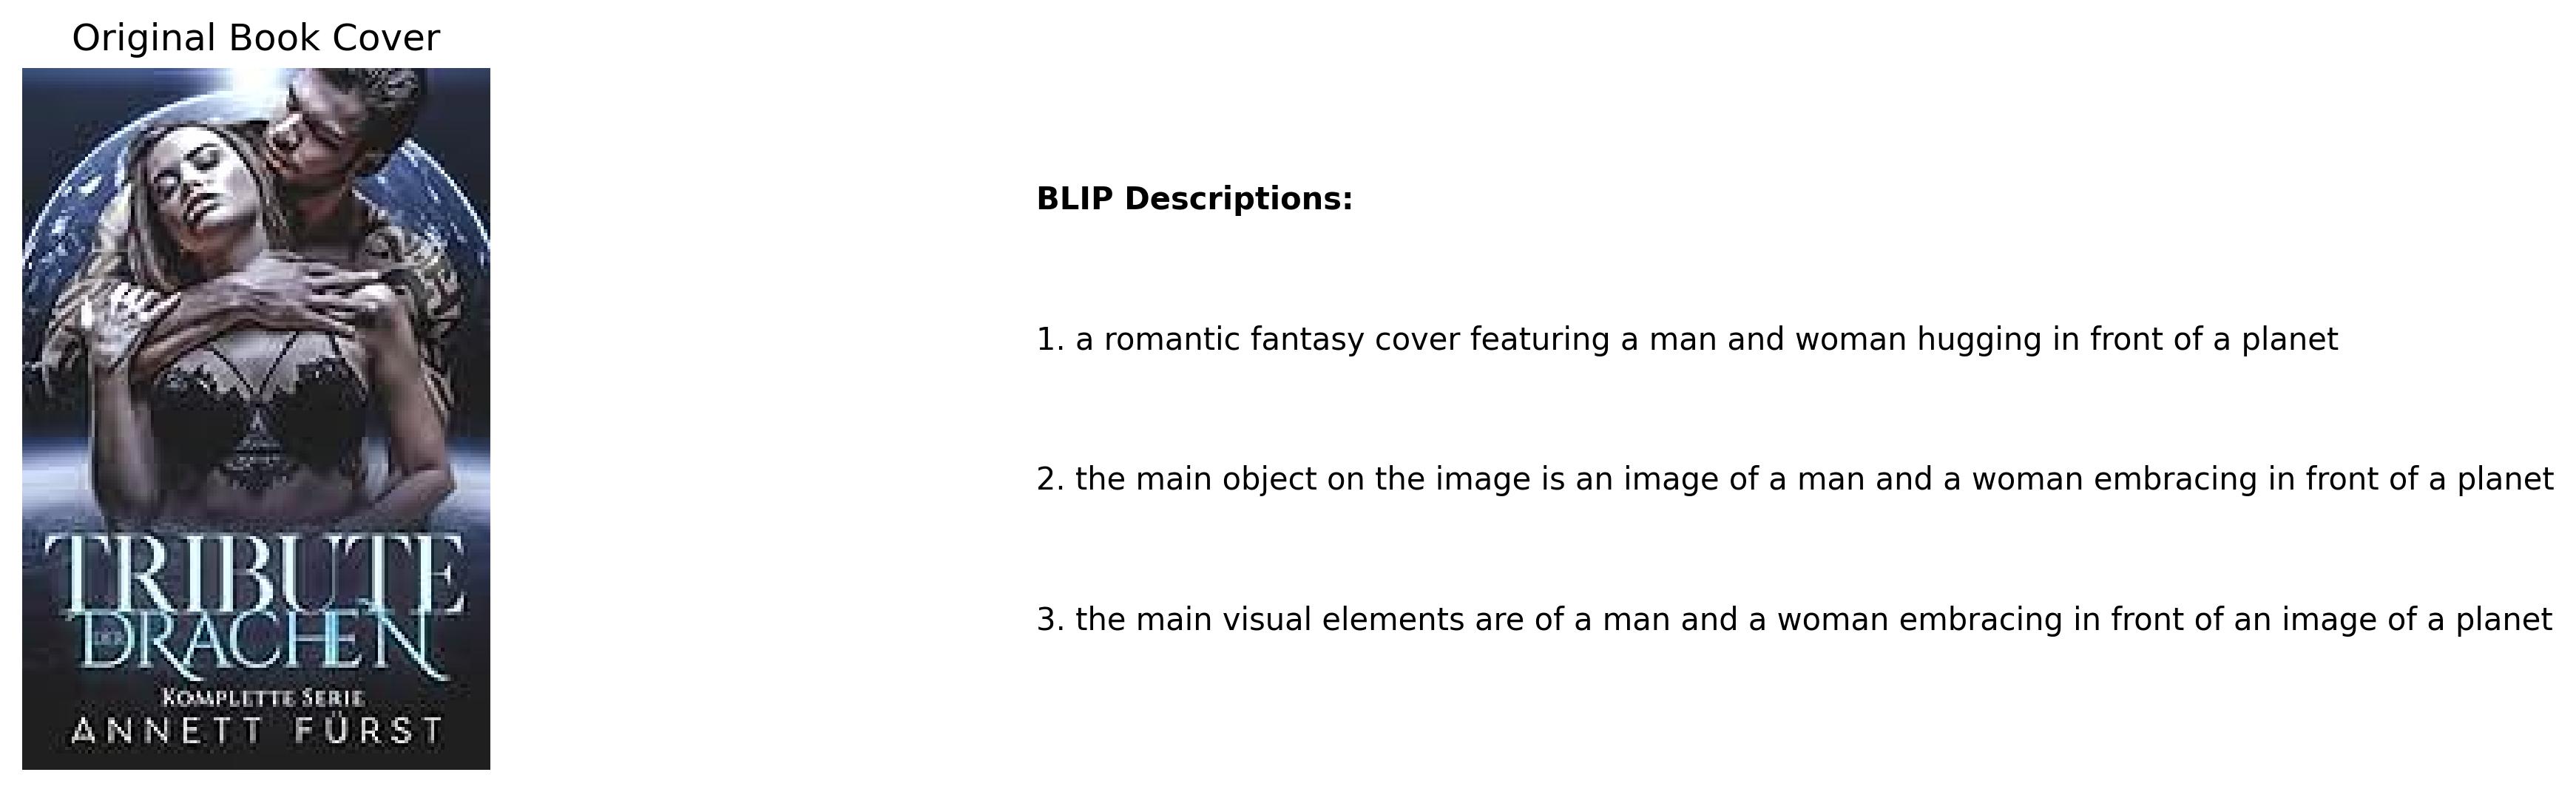 Original Book Cover
TRIBUTE
DER
DRACHEN
KOMPLETTE SERIE
ANNETT FÜRST
BLIP Descriptions:
1. a romantic fantasy cover featuring a man and woman hugging in front of a planet
2. the main object on the image is an image of a man and a woman embracing in front of a planet
3. the main visual elements are of a man and a woman embracing in front of an image of a planet